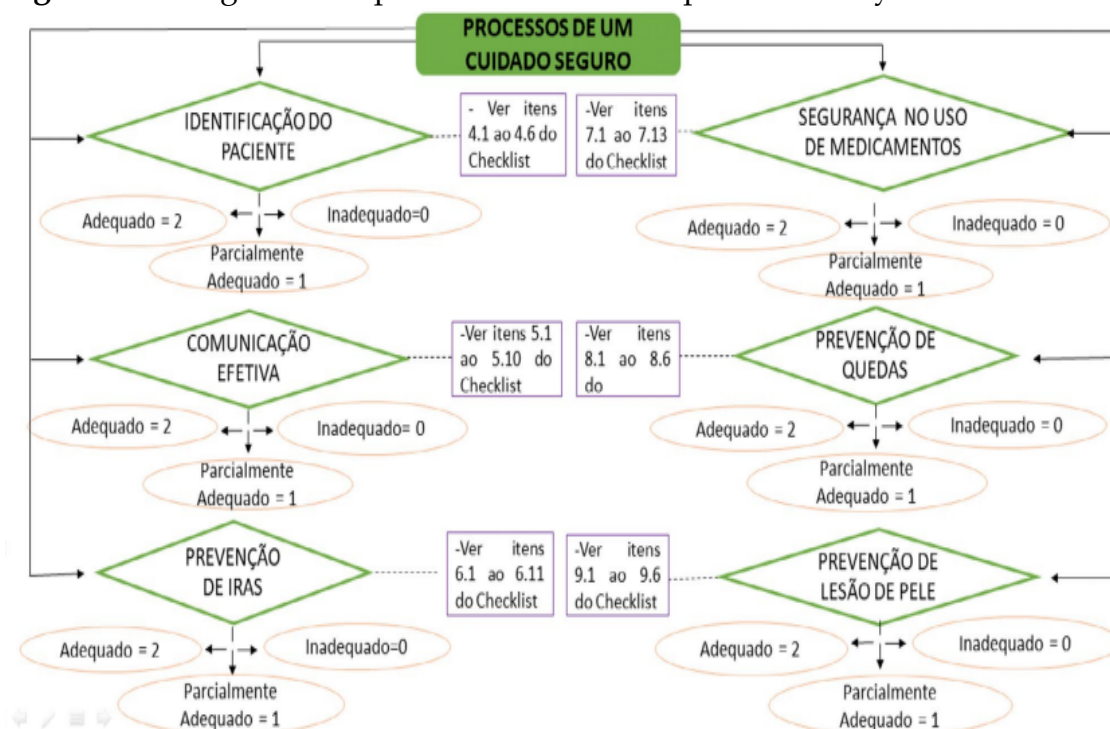 PROCESSOS DE UM
CUIDADO SEGURO
IDENTIFICAÇÃO DO
PACIENTE
- Ver itens
4.1 ao 4.6 do
Checklist
-Ver itens
7.1 ao 7.13
do Checklist
SEGURANÇA NO USO
DE MEDICAMENTOS
Adequado = 2
Inadequado=0
Parcialmente
Adequado = 1
Adequado = 2
Inadequado = 0
Parcialmente
Adequado = 1
COMUNICAÇÃO
EFETIVA
-Ver itens 5.1
ao 5.10 do
Checklist
-Ver itens
8.1 ao 8.6
do
PREVENÇÃO DE
QUEDAS
Adequado = 2
Inadequado= 0
Parcialmente
Adequado = 1
Adequado = 2
Inadequado = 0
Parcialmente
Adequado = 1
PREVENÇÃO
DE IRAS
-Ver itens
6.1 ao 6.11
do Checklist
-Ver itens
9.1 ao 9.6
do Checklist
PREVENÇÃO DE
LESÃO DE PELE
Adequado = 2
Inadequado=0
Parcialmente
Adequado = 1
Adequado = 2
Inadequado = 0
Parcialmente
Adequado = 1